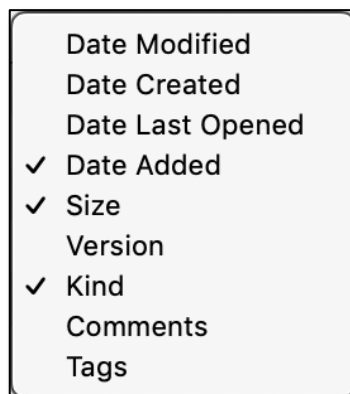 Date Modified
Date Created
Date Last Opened
✓ Date Added
✓ Size
Version
✓ Kind
Comments
Tags